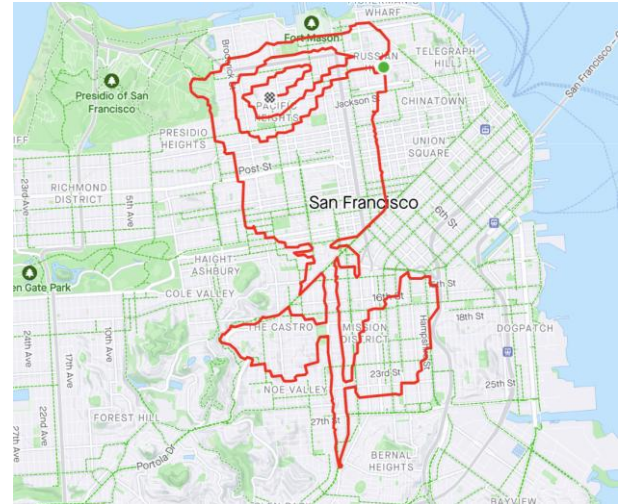 WHARF
Fort Mason
RUSSIAN
TELEGRAPH
HILL
Presidio of San
Francisco
PACIFIC
HEIGHTS
Jackson St
CHINATOWN
PRESIDIO
HEIGHTS
UNION
SQUARE
San Francisco
Post St
RICHMOND
DISTRICT
23rd Ave
5th Ave
San Francisco
6th St
HAIGHT-
ASHBURY
en Gate Park
COLE VALLEY
16th St
18th St
DOGPATCH
THE CASTRO
MISSION
DISTRICT
24th Ave
17th Ave
10th Ave
23rd St
25th St
NOE VALLEY
22nd Ave
FOREST HILL
27th St
Portola Dr
BERNAL
HEIGHTS
BAYVIEW